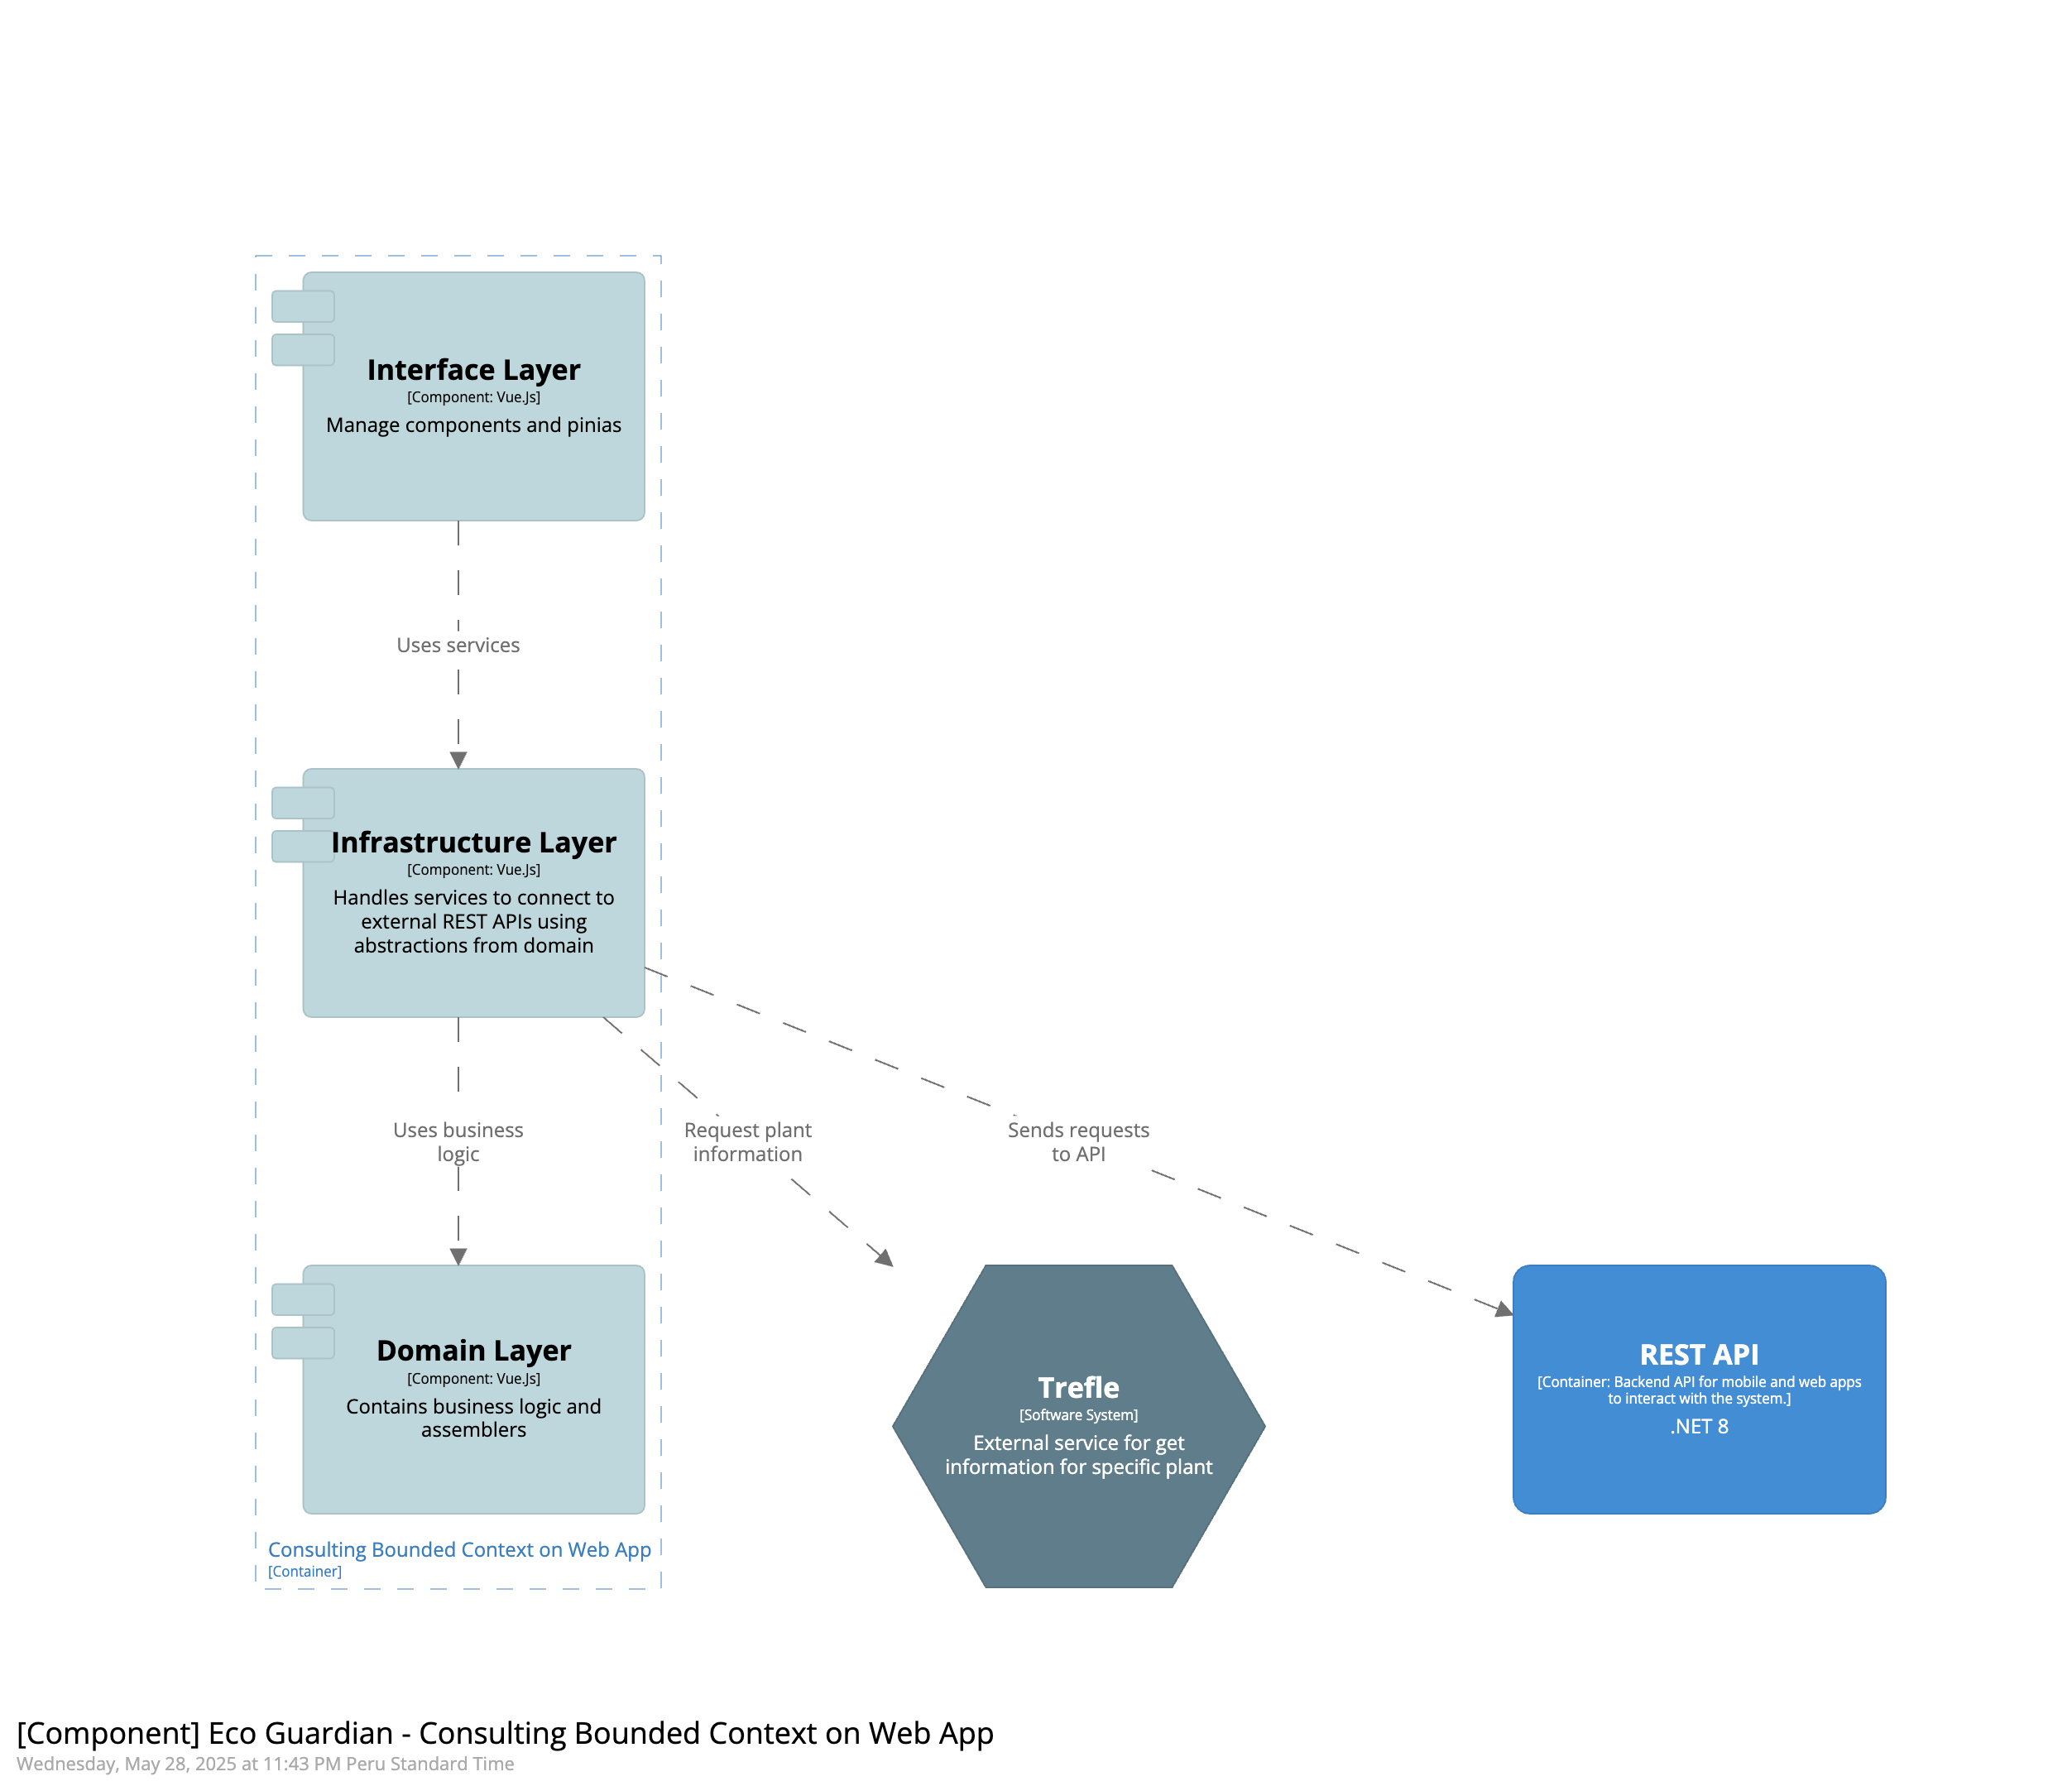 Interface Layer
[Component: Vue.Js]
Manage components and pinias
Uses services
Infrastructure Layer
[Component: Vue.Js]
Handles services to connect to
external REST APIs using
abstractions from domain
Uses business
logic
Request plant
information
Sends requests
to API
Domain Layer
[Component: Vue.Js]
Contains business logic and
assemblers
Trefle
[Software System]
External service for get
information for specific plant
REST API
[Container: Backend API for mobile and web apps
to interact with the system.]
.NET 8
Consulting Bounded Context on Web App
[Container]
[Component] Eco Guardian - Consulting Bounded Context on Web App
Wednesday, May 28, 2025 at 11:43 PM Peru Standard Time